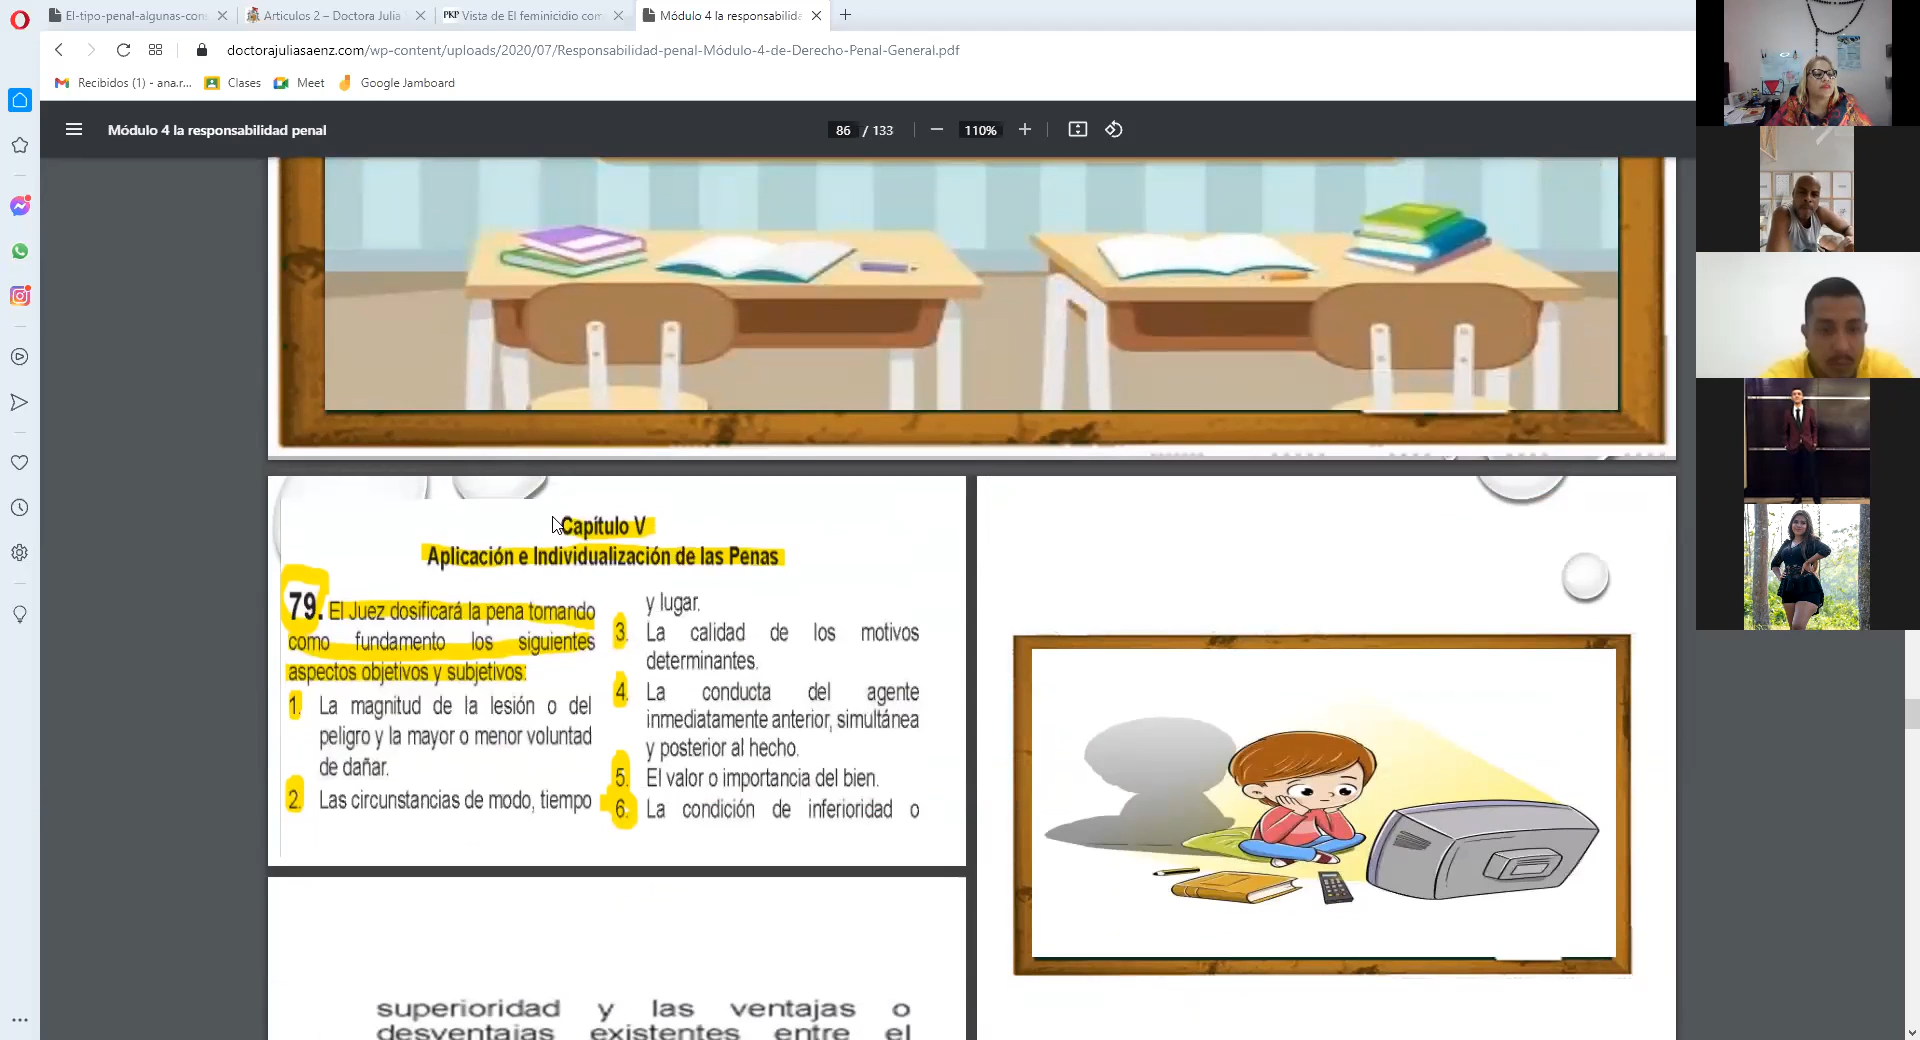 El-tipo-penal-algunas-con
Articulos 2 – Doctora Julia
PKP Vista de El feminicidio com
Módulo 4 la responsabilida
doctorajuliasaenz.com/wp-content/uploads/2020/07/Responsabilidad-penal-Módulo-4-de-Derecho-Penal-General.pdf
Recibidos (1) - ana.r...
Clases
Meet
Google Jamboard
Módulo 4 la responsabilidad penal
86 / 133
110%
Capítulo V
Aplicación e Individualización de las Penas
79. El Juez dosificará la pena tomando
como fundamento los siguientes
aspectos objetivos y subjetivos:
1. La magnitud de la lesión o del
peligro y la mayor o menor voluntad
de dañar.
2. Las circunstancias de modo, tiempo
y lugar.
3. La calidad de los motivos
determinantes.
4. La conducta del agente
inmediatamente anterior, simultánea
y posterior al hecho.
5. El valor o importancia del bien.
6. La condición de inferioridad o
superioridad y las ventajas o
desventajas existentes entre el